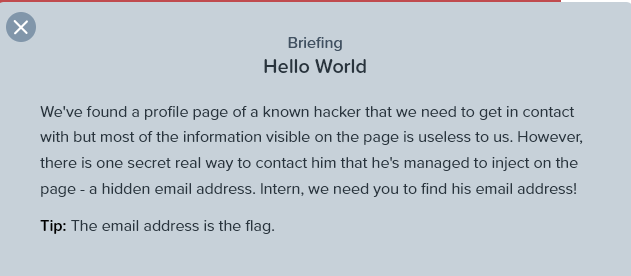 Briefing
Hello World
We've found a profile page of a known hacker that we need to get in contact
with but most of the information visible on the page is useless to us. However,
there is one secret real way to contact him that he's managed to inject on the
page - a hidden email address. Intern, we need you to find his email address!
Tip: The email address is the flag.